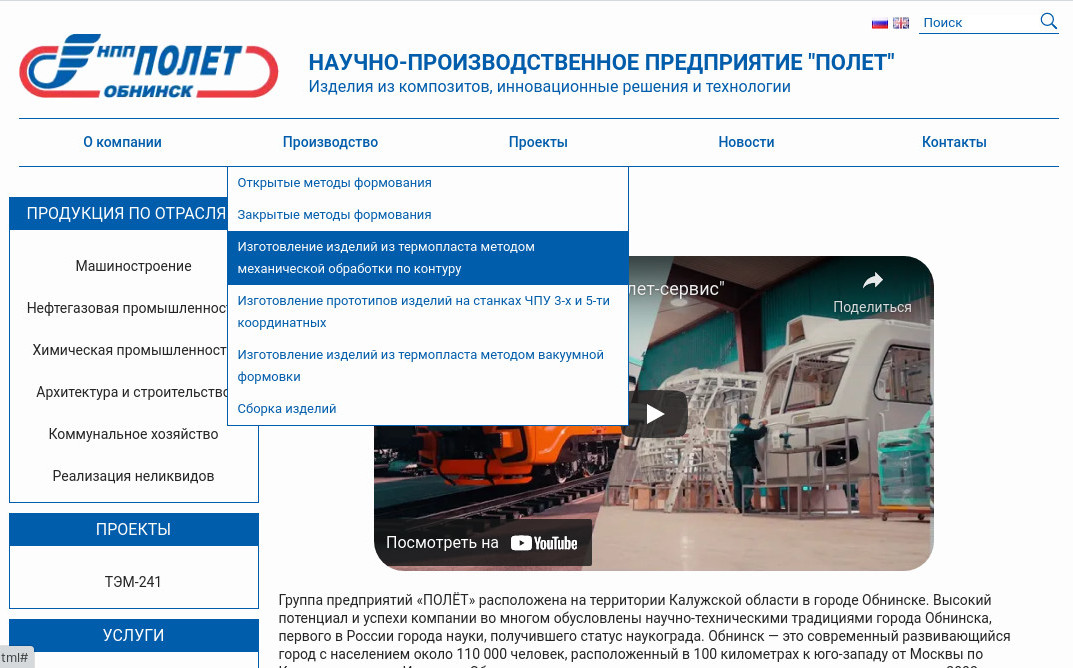 Поиск
НПП ПОЛЕТ
ОБНИНСК
НАУЧНО-ПРОИЗВОДСТВЕННОЕ ПРЕДПРИЯТИЕ "ПОЛЕТ"
Изделия из композитов, инновационные решения и технологии
О компании
Производство
Проекты
Новости
Контакты
Открытые методы формования
Закрытые методы формования
Изготовление изделий из термопласта методом
механической обработки по контуру
Изготовление прототипов изделий на станках ЧПУ 3-х и 5-ти
координатных
Изготовление изделий из термопласта методом вакуумной
формовки
Сборка изделий
ПРОДУКЦИЯ ПО ОТРАСЛЯ
Машиностроение
Нефтегазовая промышленност
Химическая промышленност
Архитектура и строительство
Коммунальное хозяйство
Реализация неликвидов
ПРОЕКТЫ
ТЭМ-241
УСЛУГИ
лет-сервис"
Поделиться
Посмотреть на YouTube
Группа предприятий «ПОЛЁТ» расположена на территории Калужской области в городе Обнинске. Высокий
потенциал и успехи компании во многом обусловлены научно-техническими традициями города Обнинска,
первого в России города науки, получившего статус наукограда. Обнинск — это современный развивающийся
город с населением около 110 000 человек, расположенный в 100 километрах к юго-западу от Москвы по
tml#